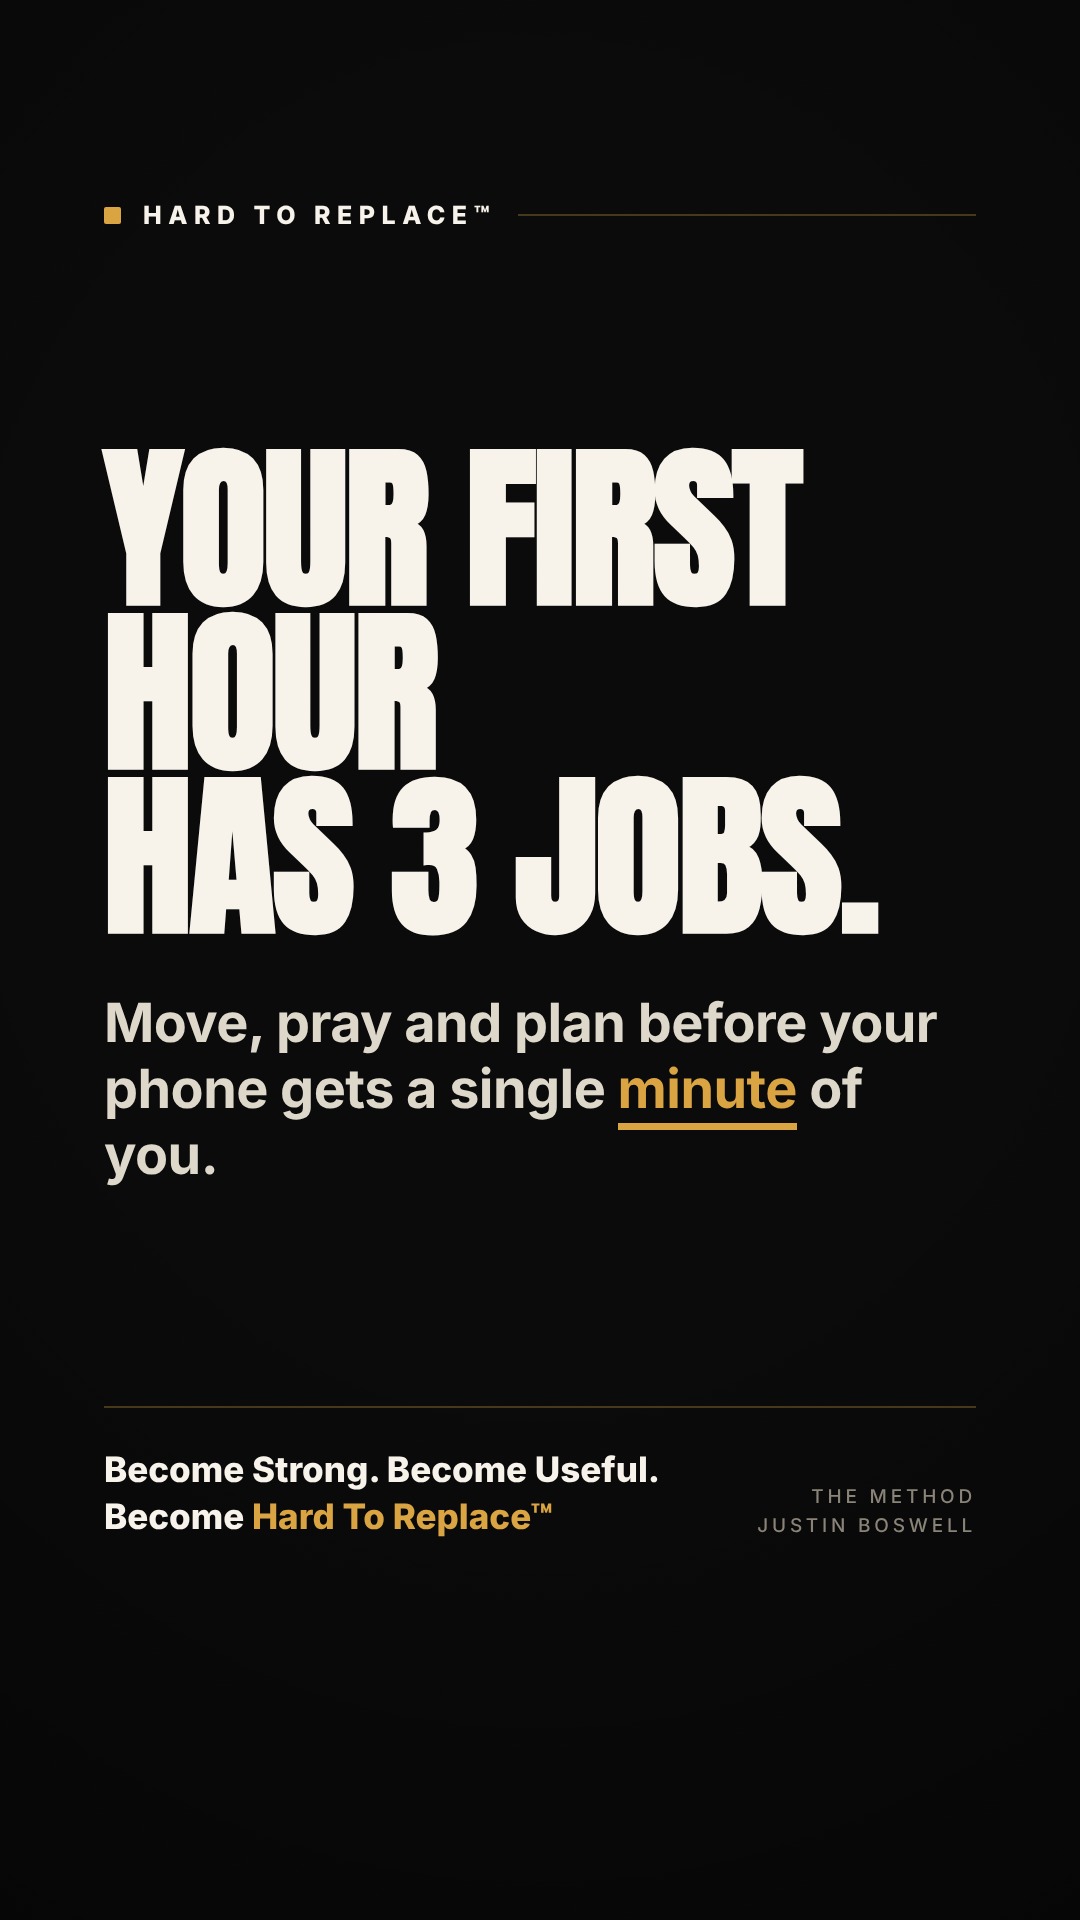 HARD TO REPLACE™
YOUR FIRST
HOUR
HAS 3 JOBS.
Move, pray and plan before your
phone gets a single minute of
you.
Become Strong. Become Useful.
Become Hard To Replace™
THE METHOD
JUSTIN BOSWELL